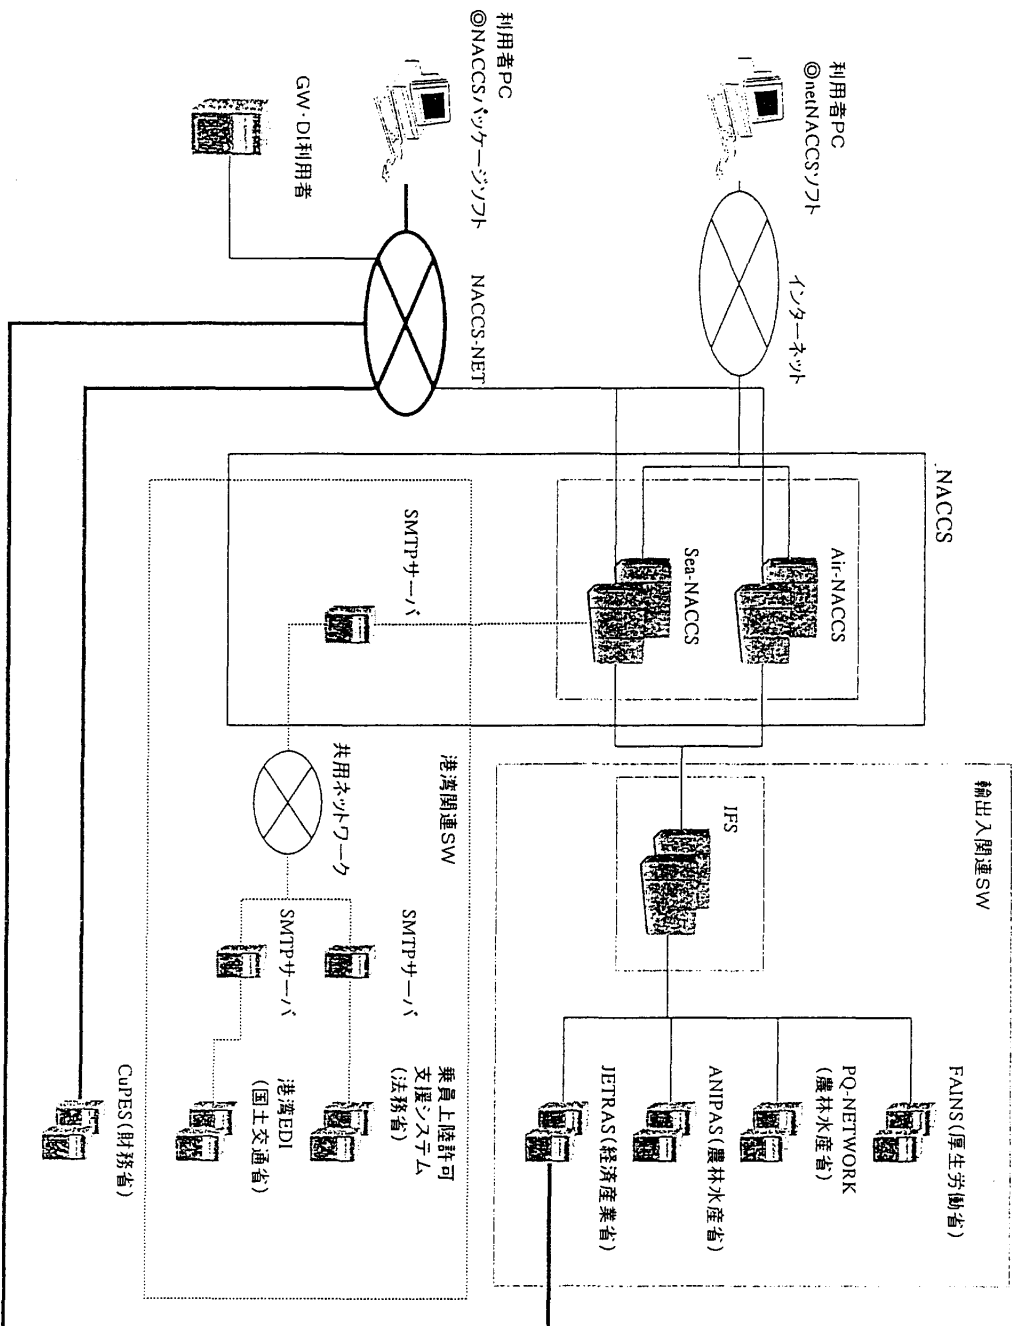 利用者PC
◎netNACCSソフト
インターネット
利用者PC
◎NACCSパッケージソフト
NACCS-NET
GW・DI利用者
NACCS
Air-NACCS
Sea-NACCS
SMTPサーバ
輸出入関連SW
IFS
FAINS(厚生労働省)
PQ-NETWORK
(農林水産省)
ANIPAS(農林水産省)
JETRAS(経済産業省)
港湾関連SW
共用ネットワーク
SMTPサーバ
SMTPサーバ
乗員上陸許可
支援システム
(法務省)
港湾EDI
(国土交通省)
CuPES(財務省)